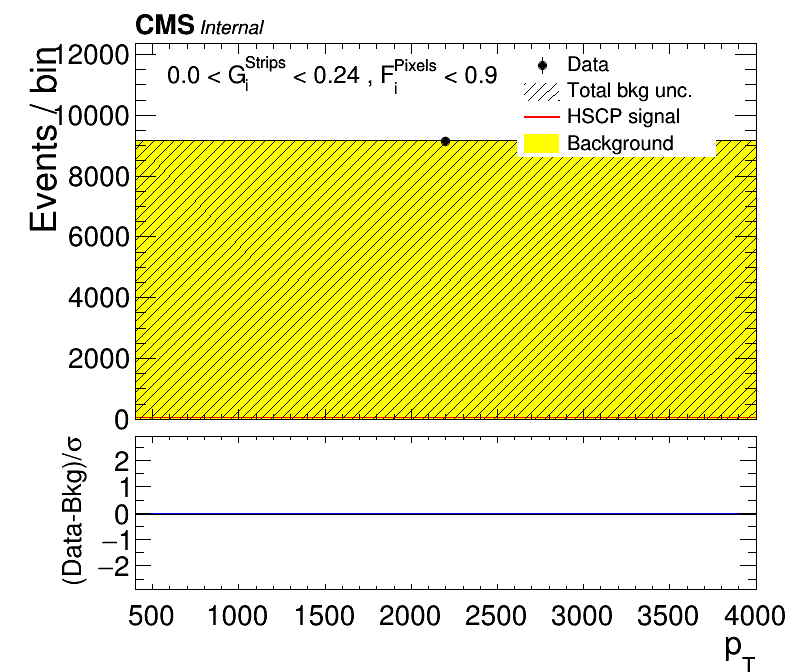 CMS Internal
Events / bin
12000
10000
8000
6000
4000
2000
0
0.0 < G_i^Strips < 0.24 , F_i^Pixels < 0.9
Data
Total bkg unc.
HSCP signal
Background
(Data-Bkg)/σ
2
1
0
−1
−2
500 1000 1500 2000 2500 3000 3500 4000
p_T